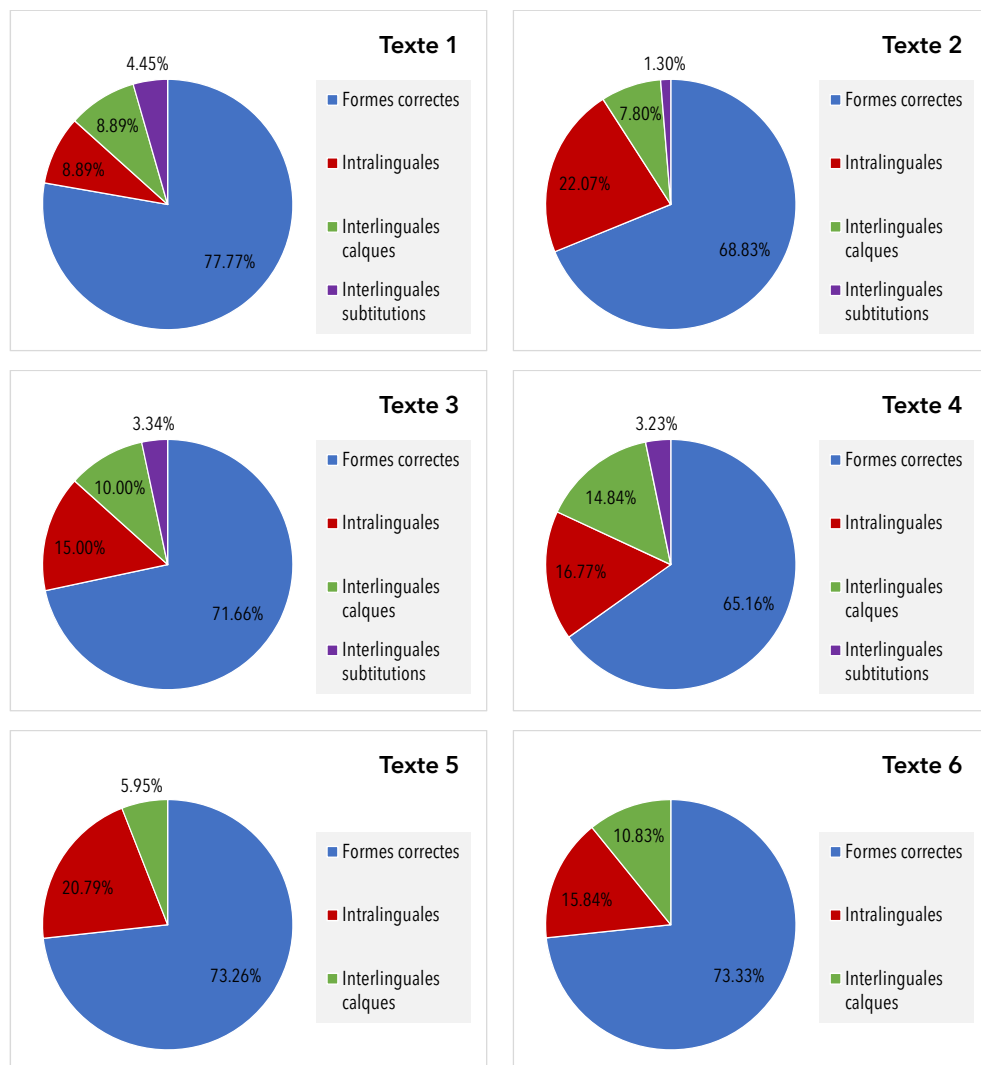 Texte 1
4.45%
8.89%
8.89%
77.77%
Formes correctes
Intralinguales
Interlinguales
calques
Interlinguales
subtitutions
Texte 2
1.30%
7.80%
22.07%
68.83%
Formes correctes
Intralinguales
Interlinguales
calques
Interlinguales
subtitutions
Texte 3
3.34%
10.00%
15.00%
71.66%
Formes correctes
Intralinguales
Interlinguales
calques
Interlinguales
subtitutions
Texte 4
3.23%
14.84%
16.77%
65.16%
Formes correctes
Intralinguales
Interlinguales
calques
Interlinguales
subtitutions
Texte 5
5.95%
20.79%
73.26%
Formes correctes
Intralinguales
Interlinguales
calques
Texte 6
10.83%
15.84%
73.33%
Formes correctes
Intralinguales
Interlinguales
calques